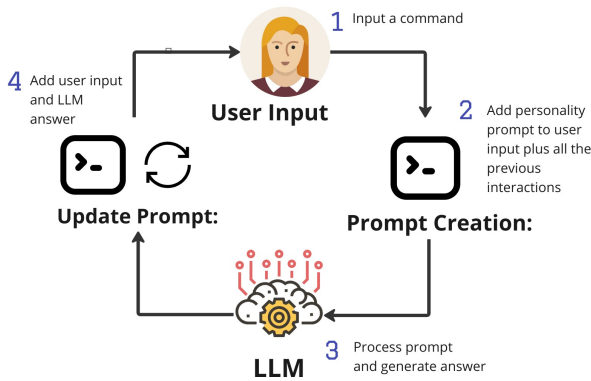 1 Input a command
User Input
4 Add user input
and LLM
answer
2 Add personality
prompt to user
input plus all the
previous
interactions
Update Prompt:
Prompt Creation:
3 Process prompt
and generate answer
LLM